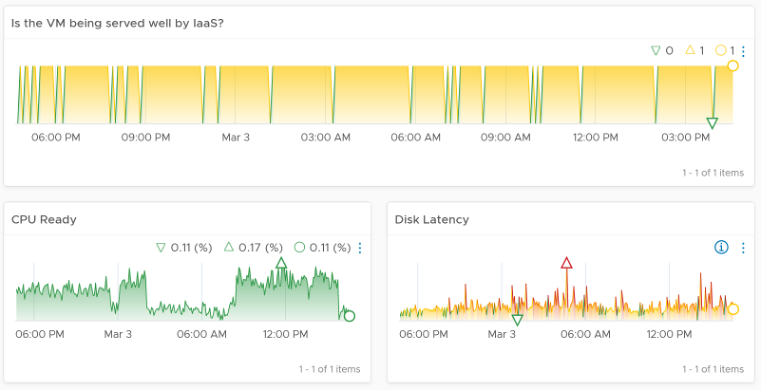 Is the VM being served well by IaaS?
0 1 1
06:00 PM 09:00 PM Mar 3 03:00 AM 06:00 AM 09:00 AM 12:00 PM 03:00 PM
1 - 1 of 1 items
CPU Ready
0.11 (%) 0.17 (%) 0.11 (%)
06:00 PM Mar 3 06:00 AM 12:00 PM
1 - 1 of 1 items
Disk Latency
06:00 PM Mar 3 06:00 AM 12:00 PM
1 - 1 of 1 items